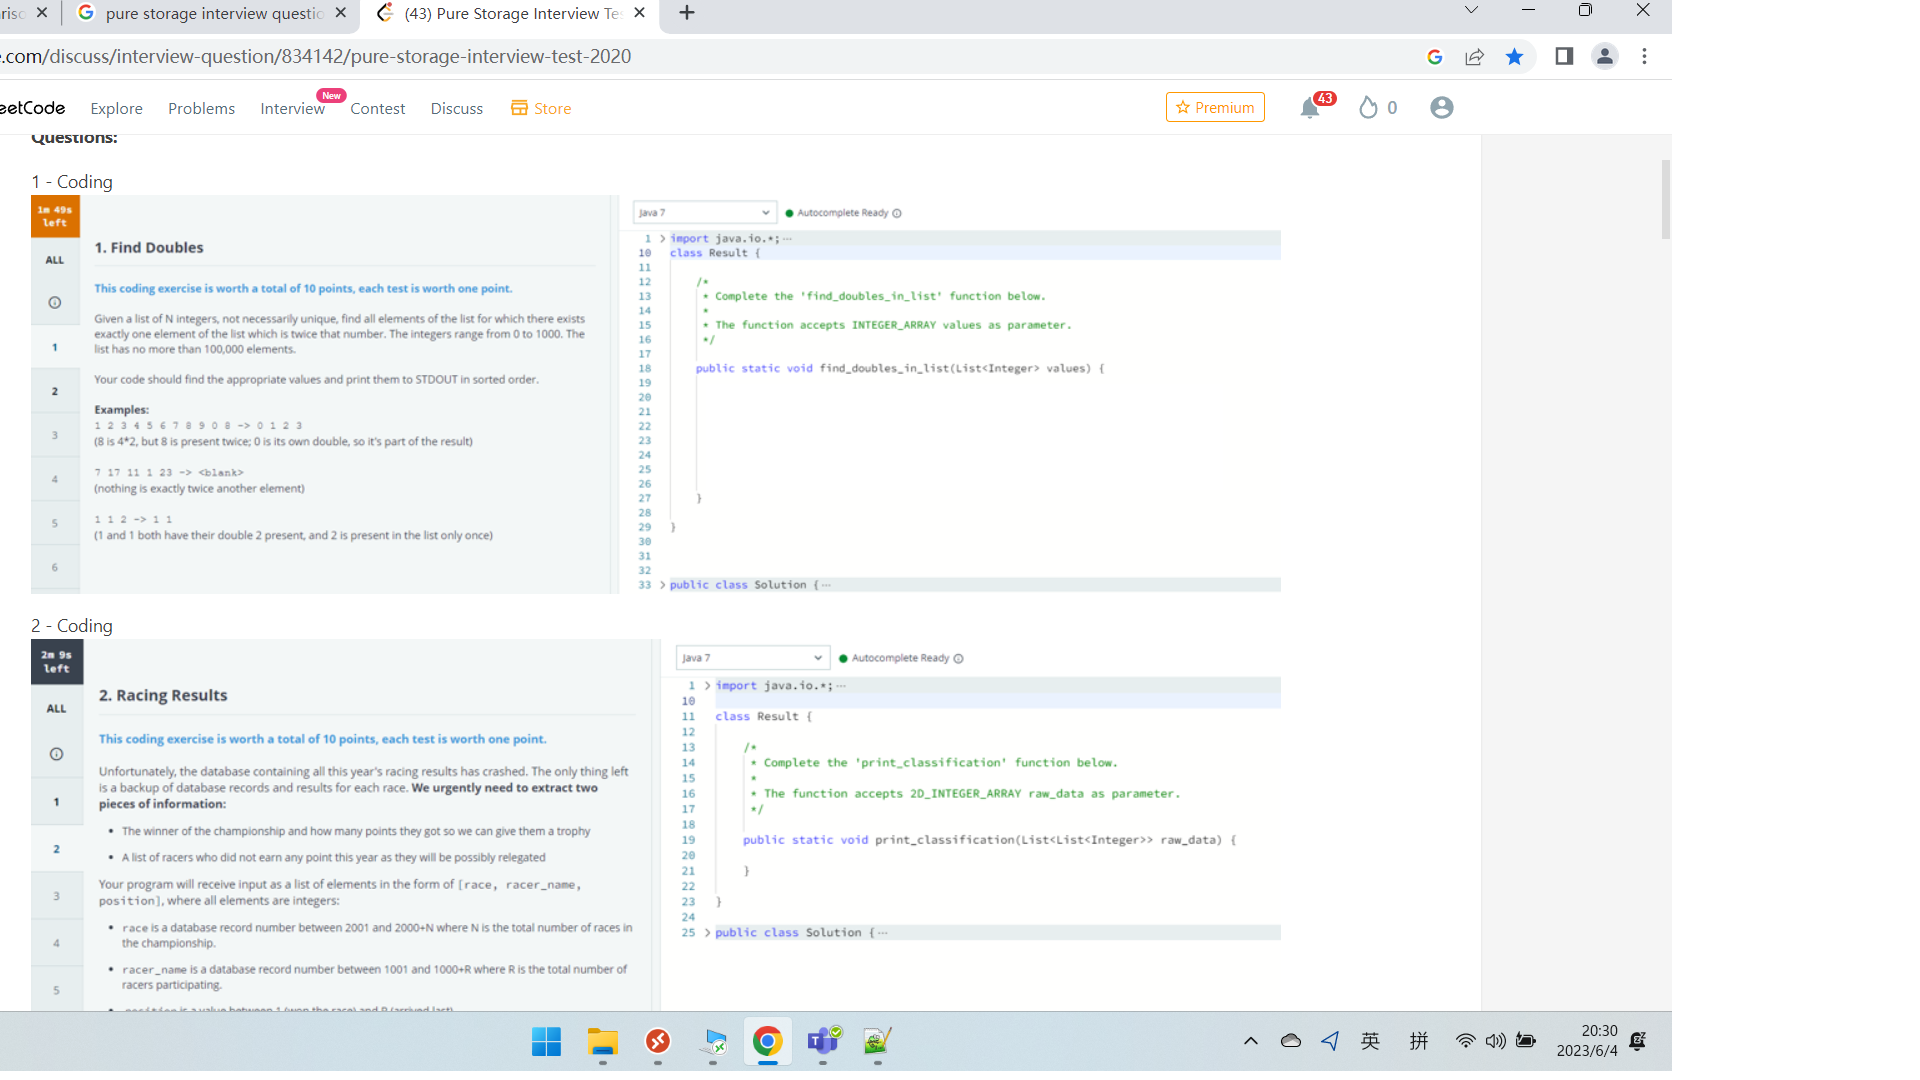 risc
pure storage interview questio
(43) Pure Storage Interview Te
.com/discuss/interview-question/834142/pure-storage-interview-test-2020
eetCode
Explore
Problems
Interview
New
Contest
Discuss
Store
Premium
43
0
Questions:
1 - Coding
1m 49s
left
ALL
1
2
3
4
5
6
1. Find Doubles
This coding exercise is worth a total of 10 points, each test is worth one point.
Given a list of N integers, not necessarily unique, find all elements of the list for which there exists
exactly one element of the list which is twice that number. The integers range from 0 to 1000. The
list has no more than 100,000 elements.
Your code should find the appropriate values and print them to STDOUT in sorted order.
Examples:
1 2 3 4 5 6 7 8 9 0 8 -> 0 1 2 3
(8 is 4*2, but 8 is present twice; 0 is its own double, so it's part of the result)
7 17 11 1 23 -> <blank>
(nothing is exactly twice another element)
1 1 2 -> 1 1
(1 and 1 both have their double 2 present, and 2 is present in the list only once)
Java 7
Autocomplete Ready
1 import java.io.*;
10 class Result {
11
12 /*
13 * Complete the 'find_doubles_in_list' function below.
14 *
15 * The function accepts INTEGER_ARRAY values as parameter.
16 */
17
18 public static void find_doubles_in_list(List<Integer> values) {
19
20
21
22
23
24
25
26
27 }
28
29 }
30
31
32
33 public class Solution {
2 - Coding
2m 9s
left
ALL
1
2
3
4
5
2. Racing Results
This coding exercise is worth a total of 10 points, each test is worth one point.
Unfortunately, the database containing all this year's racing results has crashed. The only thing left
is a backup of database records and results for each race. We urgently need to extract two
pieces of information:
• The winner of the championship and how many points they got so we can give them a trophy
• A list of racers who did not earn any point this year as they will be possibly relegated
Your program will receive input as a list of elements in the form of [race, racer_name,
position], where all elements are integers:
• race is a database record number between 2001 and 2000+N where N is the total number of races in
the championship.
• racer_name is a database record number between 1001 and 1000+R where R is the total number of
racers participating.
• position is a value between 1 (won the race) and R (arrived last)
Java 7
Autocomplete Ready
1 import java.io.*;
10
11 class Result {
12
13 /*
14 * Complete the 'print_classification' function below.
15 *
16 * The function accepts 2D_INTEGER_ARRAY raw_data as parameter.
17 */
18
19 public static void print_classification(List<List<Integer>> raw_data) {
20
21 }
22
23 }
24
25 public class Solution {
英
拼
20:30
2023/6/4